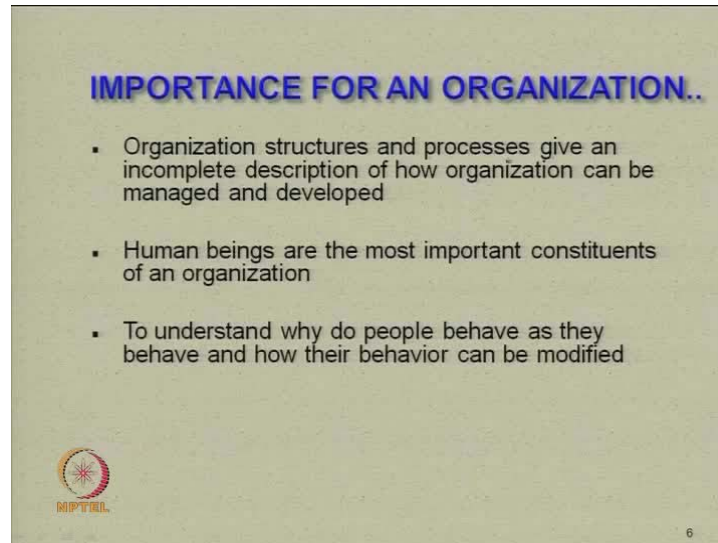 IMPORTANCE FOR AN ORGANIZATION..
▪ Organization structures and processes give an
incomplete description of how organization can be
managed and developed
▪ Human beings are the most important constituents
of an organization
▪ To understand why do people behave as they
behave and how their behavior can be modified
NPTEL
6